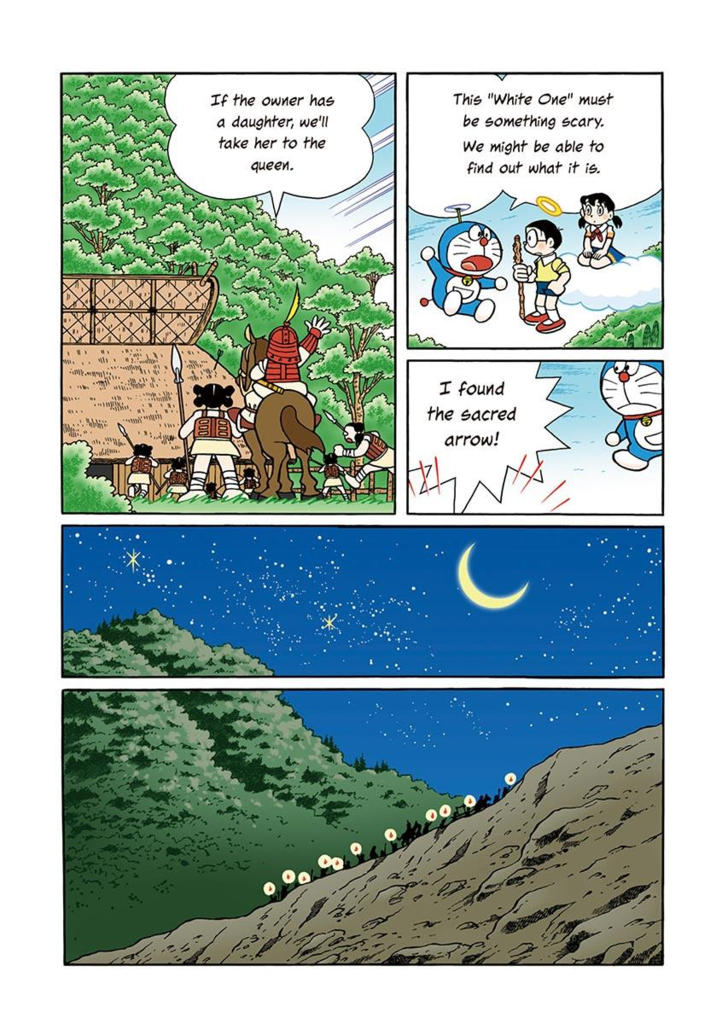 If the owner has
a daughter, we'll
take her to the
queen.
This "White One" must
be something scary.
We might be able to
find out what it is.
I found
the sacred
arrow!